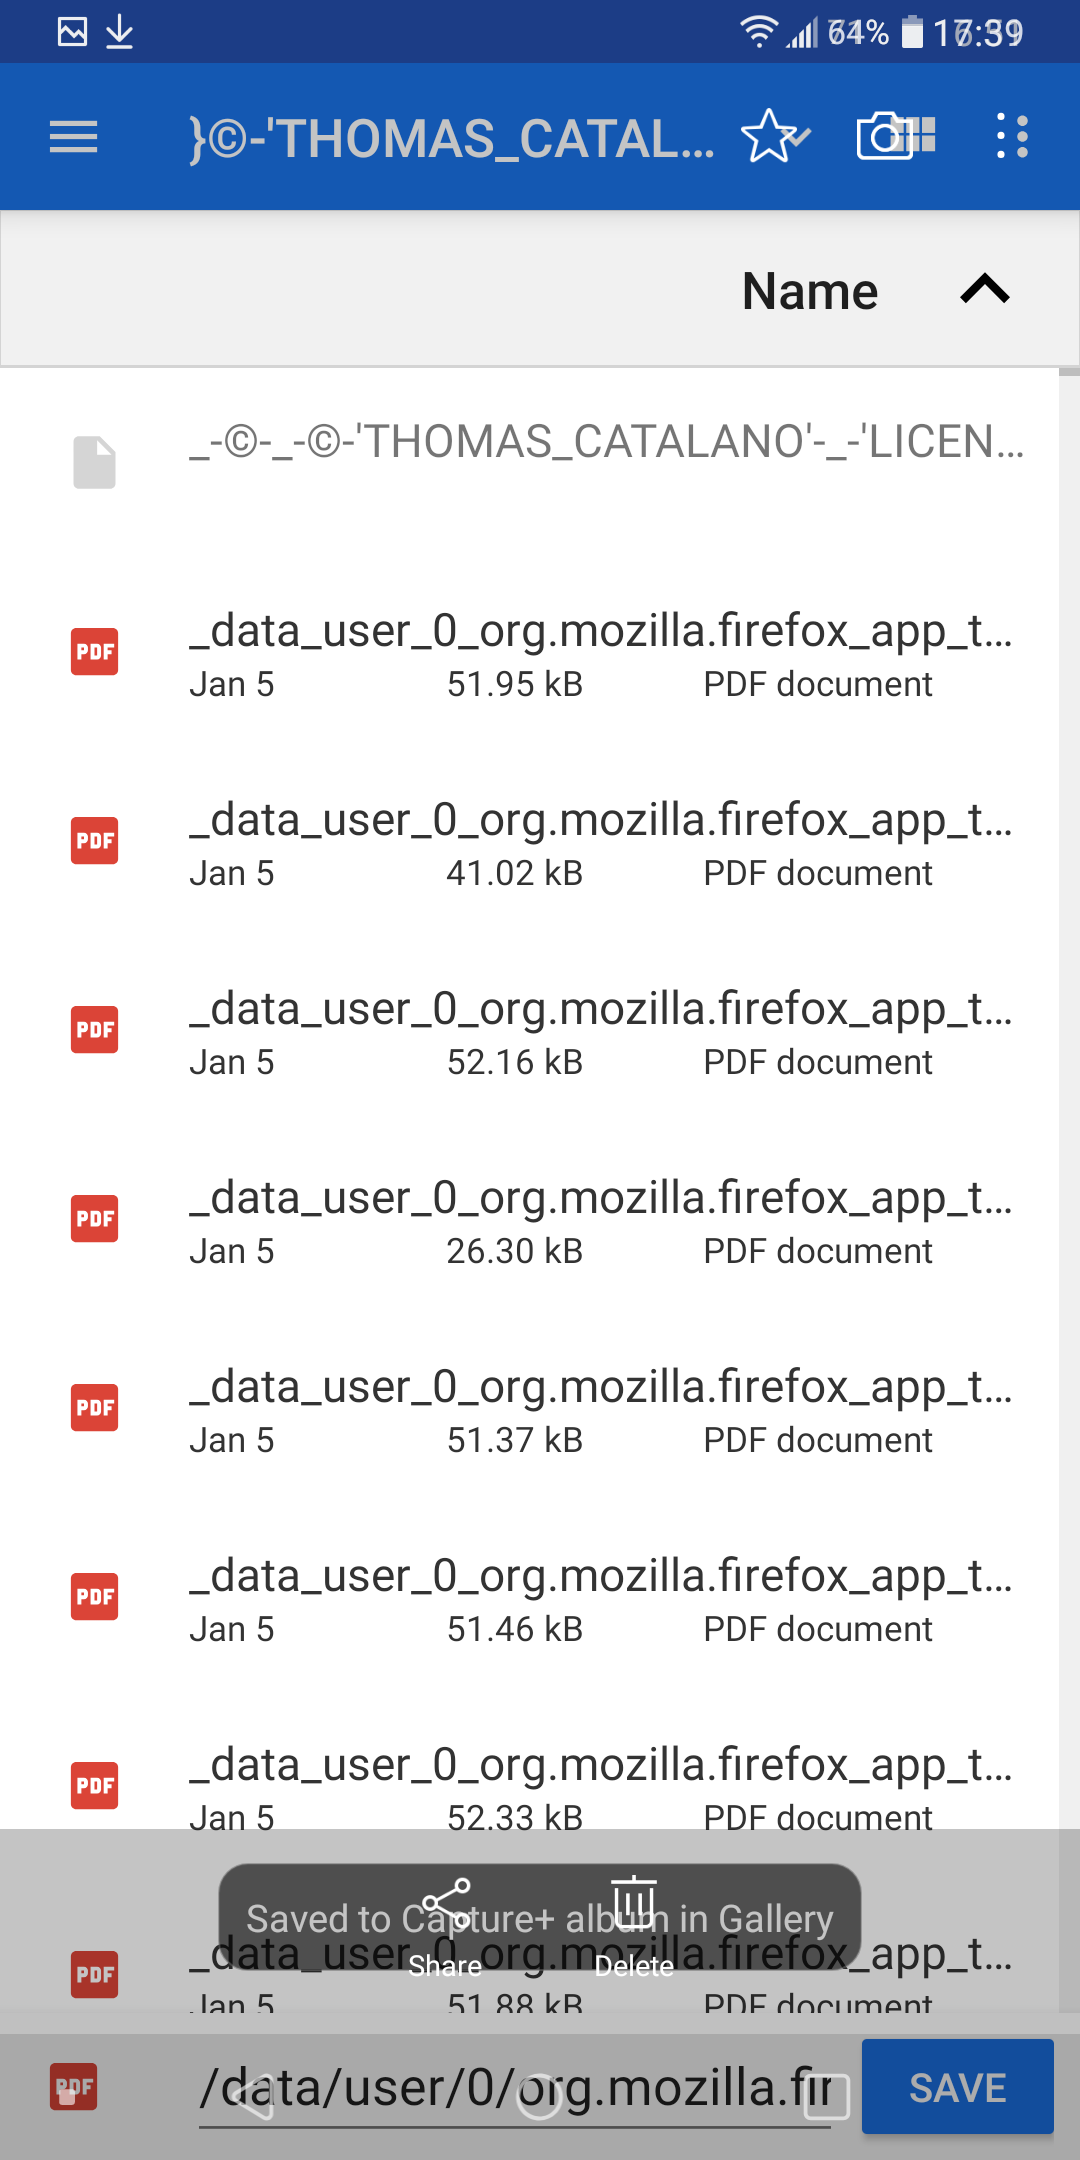 }©-'THOMAS_CATAL...
Name
_-©-_-©-'THOMAS_CATALANO'-_-'LICEN...
_data_user_0_org.mozilla.firefox_app_t...
Jan 5 51.95 kB PDF document
PDF
_data_user_0_org.mozilla.firefox_app_t...
Jan 5 41.02 kB PDF document
PDF
_data_user_0_org.mozilla.firefox_app_t...
Jan 5 52.16 kB PDF document
PDF
_data_user_0_org.mozilla.firefox_app_t...
Jan 5 26.30 kB PDF document
PDF
_data_user_0_org.mozilla.firefox_app_t...
Jan 5 51.37 kB PDF document
PDF
_data_user_0_org.mozilla.firefox_app_t...
Jan 5 51.46 kB PDF document
PDF
_data_user_0_org.mozilla.firefox_app_t...
Jan 5 52.33 kB PDF document
PDF
Saved to Capture+ album in Gallery
_data_user_0_org.mozilla.firefox_app_t...
Share Delete
Jan 5 51.88 kB PDF document
PDF
PDF /data/user/0/org.mozilla.fir SAVE